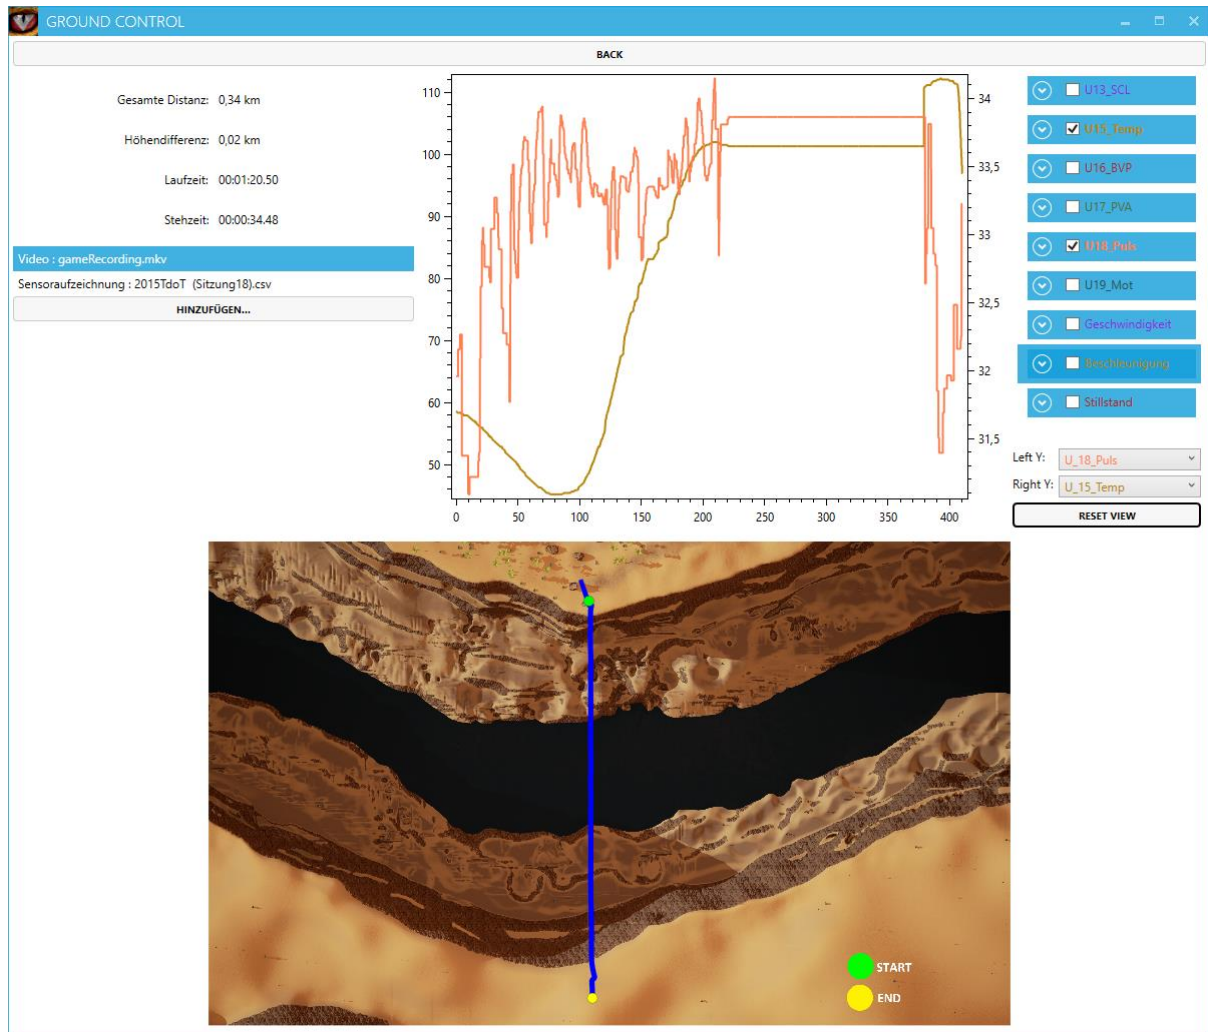 GROUND CONTROL
BACK
Gesamte Distanz: 0,34 km
Höhendifferenz: 0,02 km
Laufzeit: 00:01:20.50
Stehzeit: 00:00:34.48
Video : gameRecording.mkv
Sensoraufzeichnung : 2015TdoT (Sitzung18).csv
HINZUFÜGEN...
110
100
90
80
70
60
50
34
33,5
33
32,5
32
31,5
0 50 100 150 200 250 300 350 400
U13_SCL
U15_Temp
U16_BVP
U17_PVA
U18_Puls
U19_Mot
Geschwindigkeit
Beschleunigung
Stillstand
Left Y: U_18_Puls
Right Y: U_15_Temp
RESET VIEW
START
END